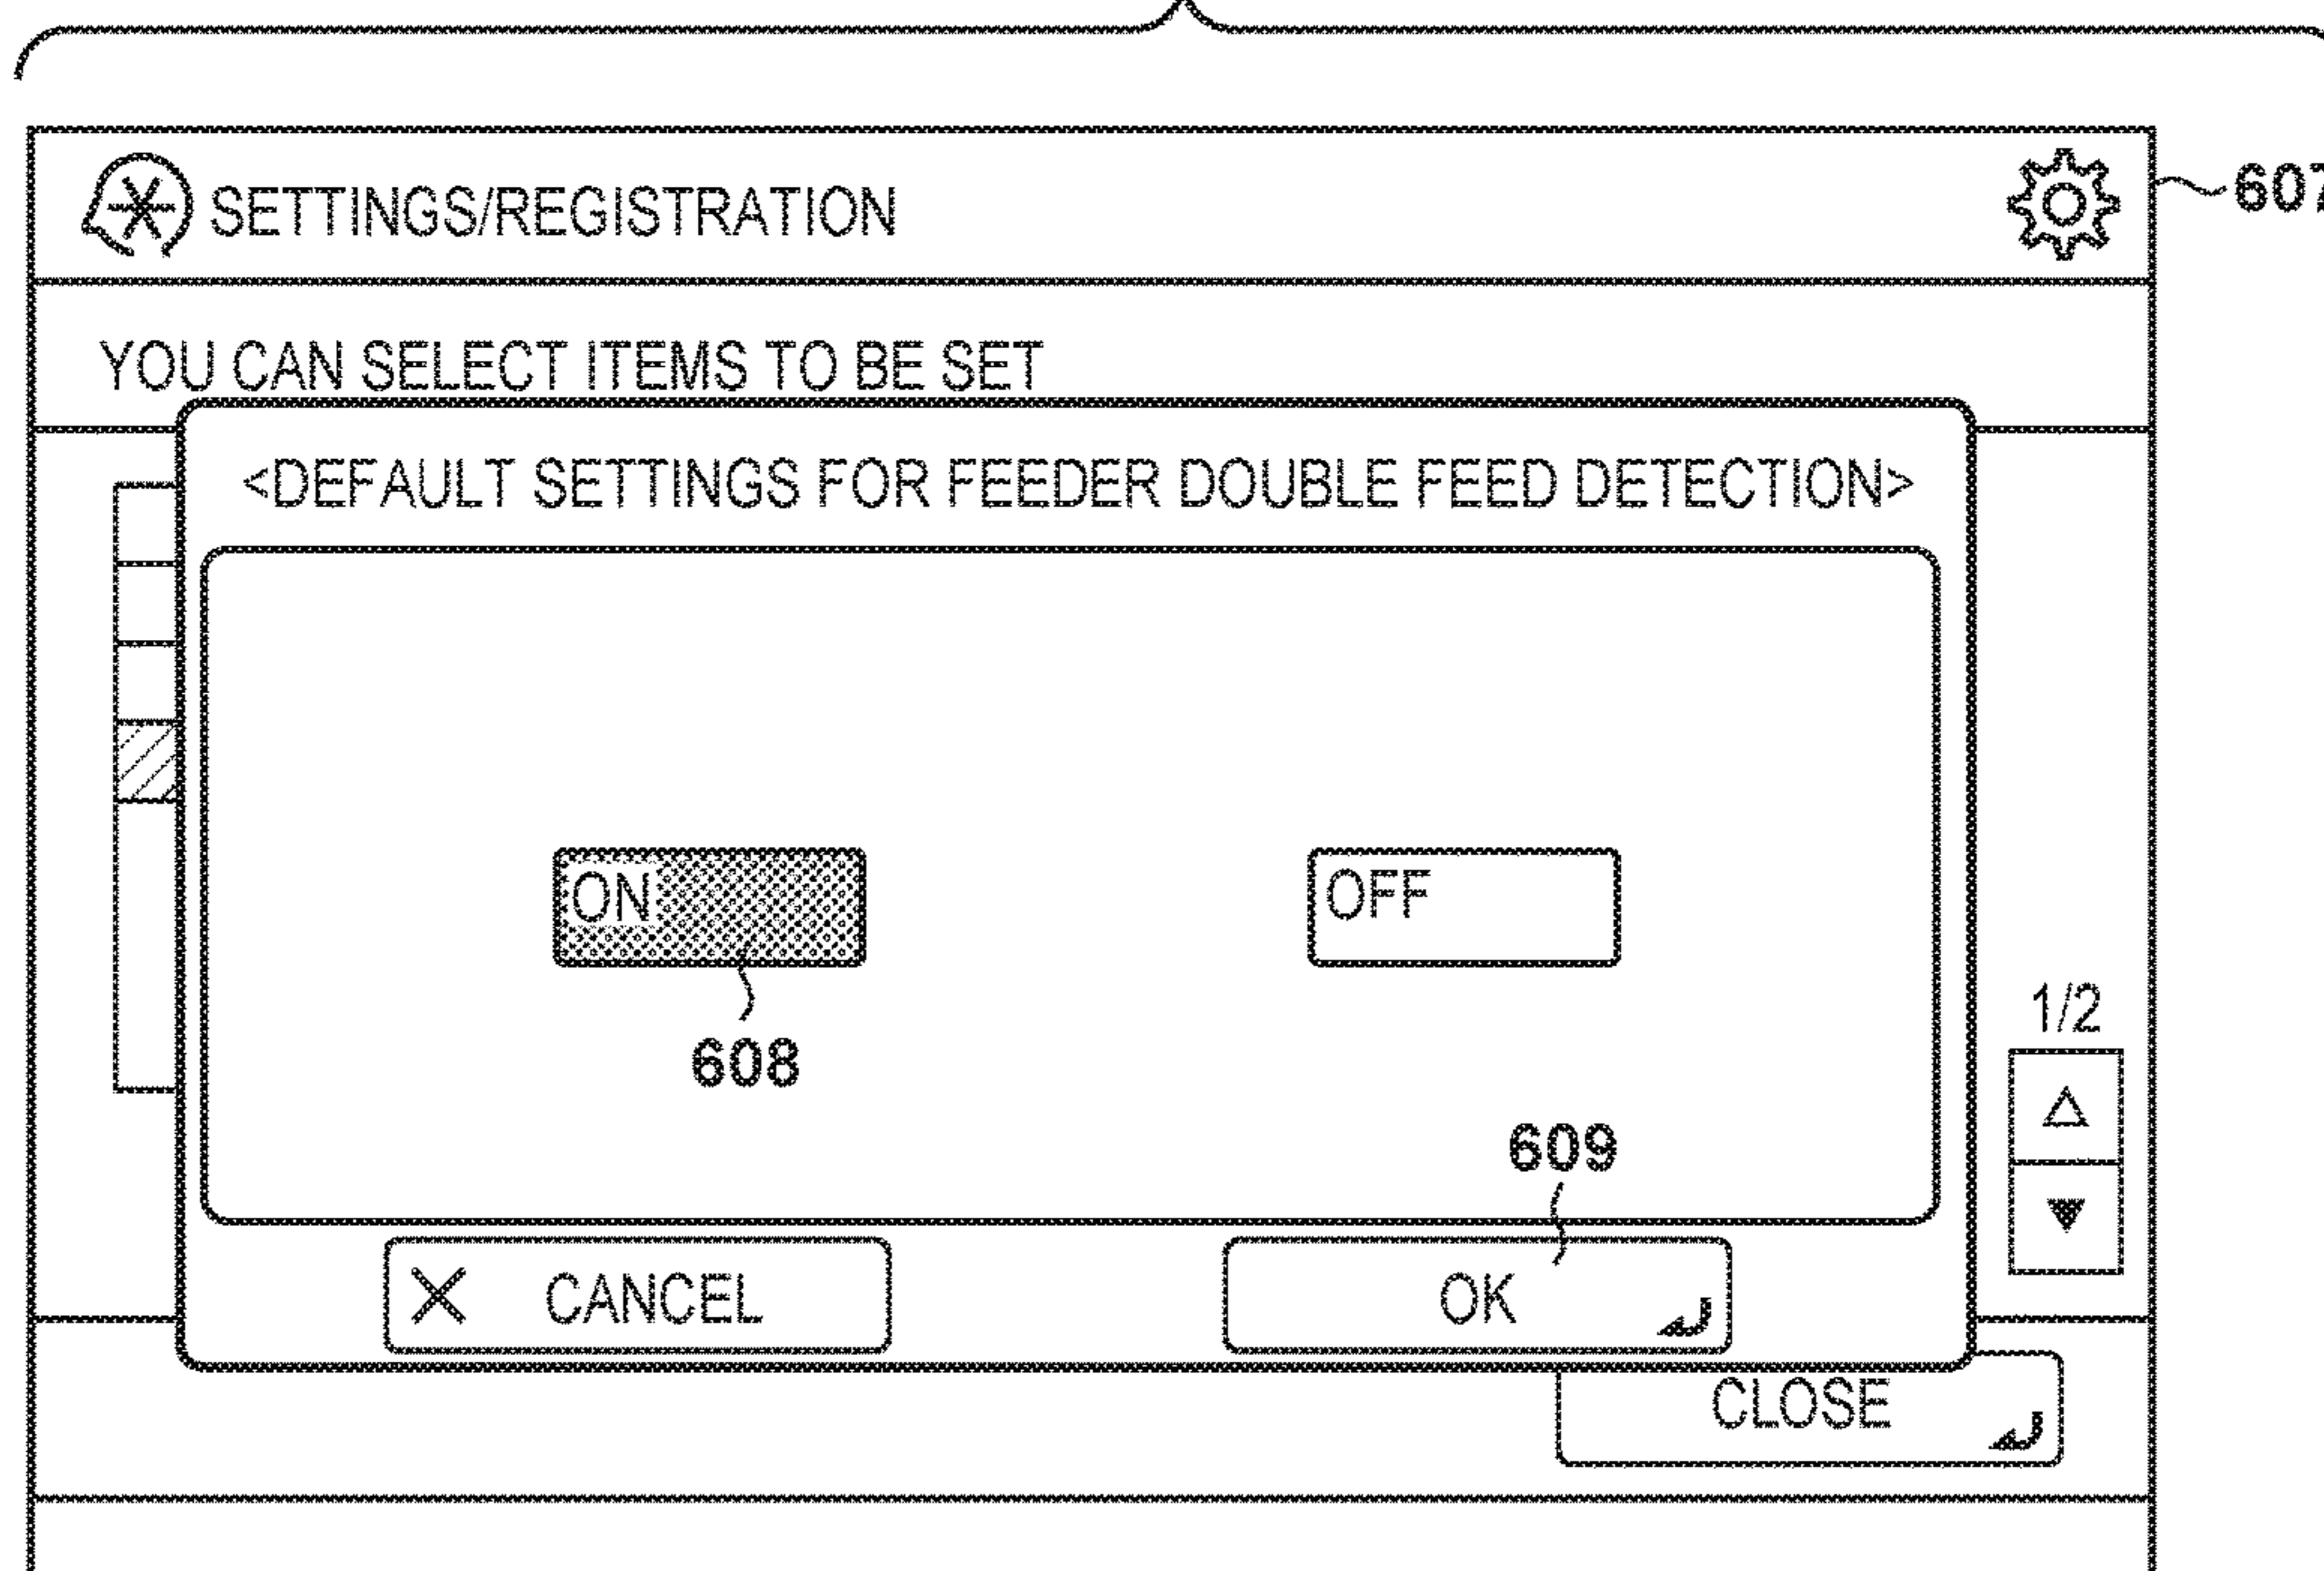 SETTINGS/REGISTRATION
607
YOU CAN SELECT ITEMS TO BE SET
<DEFAULT SETTINGS FOR FEEDER DOUBLE FEED DETECTION>
ON
OFF
608
1/2
609
CANCEL
OK
CLOSE